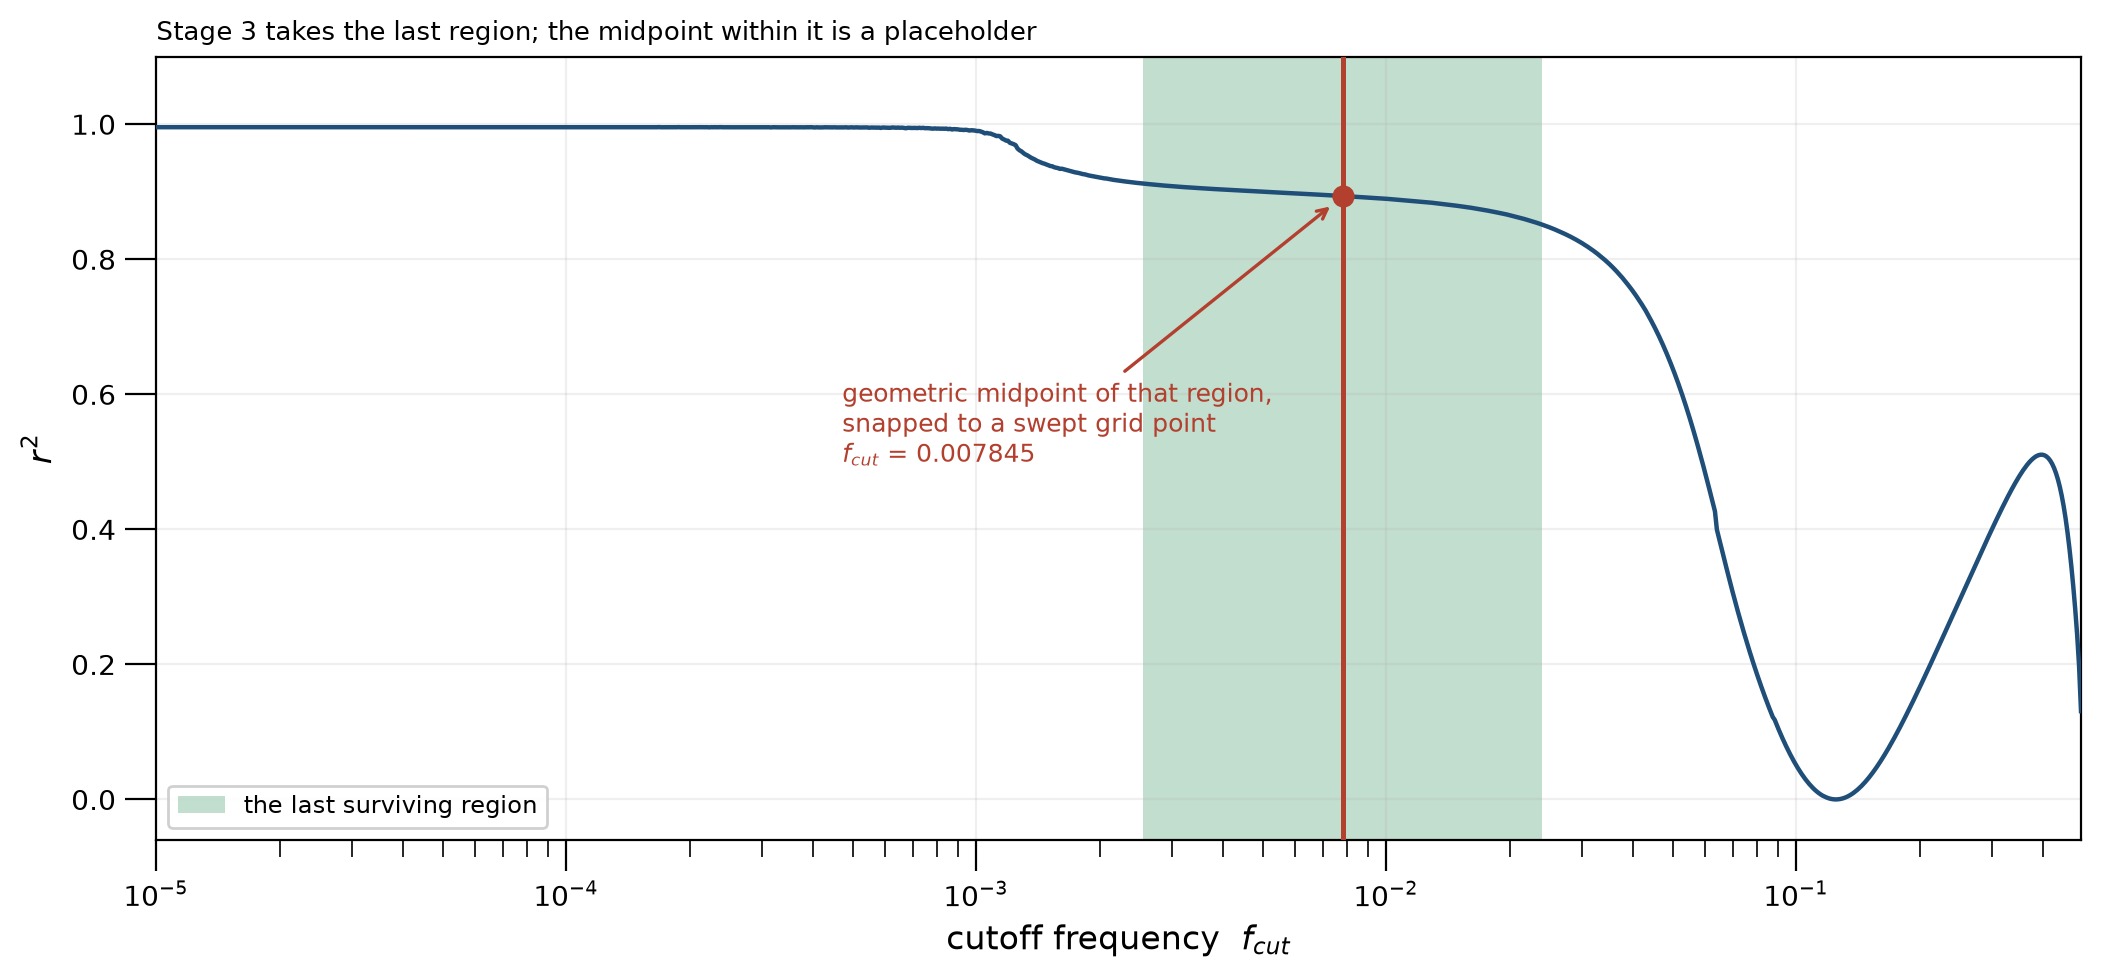 Stage 3 takes the last region; the midpoint within it is a placeholder
1.0
0.8
0.6
0.4
0.2
0.0
r²
geometric midpoint of that region,
snapped to a swept grid point
f_cut = 0.007845
the last surviving region
10⁻⁵
10⁻⁴
10⁻³
10⁻²
10⁻¹
cutoff frequency f_cut